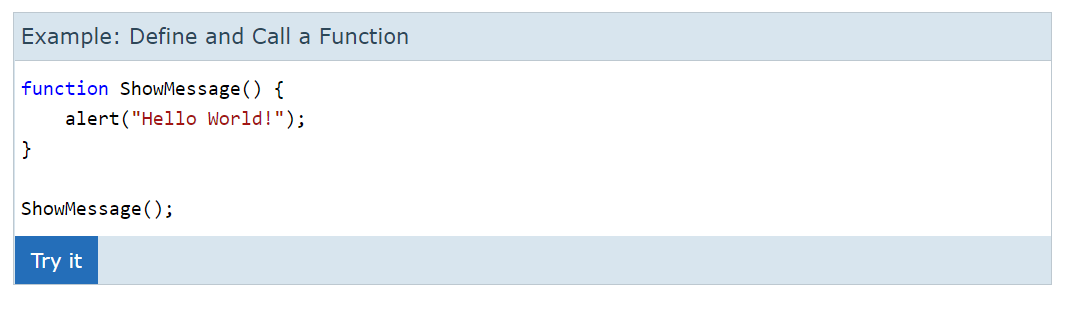 Example: Define and Call a Function
function ShowMessage() {
    alert("Hello World!");
}
ShowMessage();
Try it